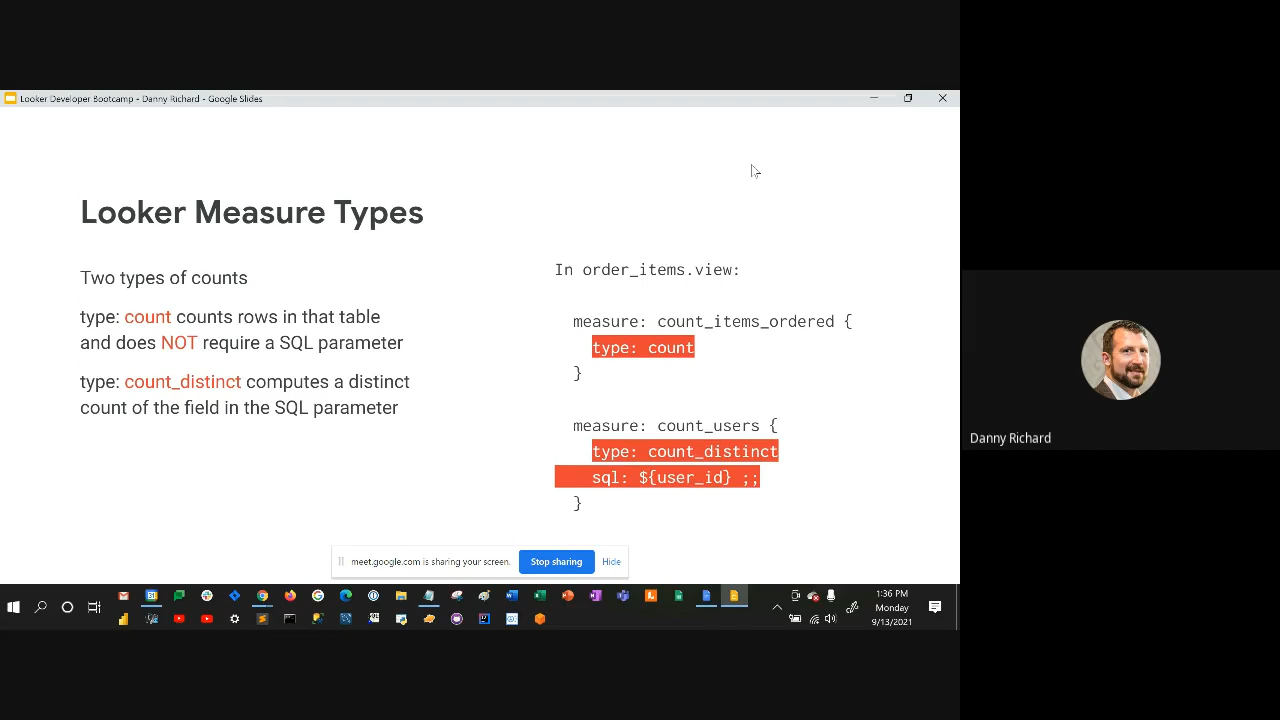 Looker Developer Bootcamp - Danny Richard - Google Slides
Looker Measure Types
Two types of counts
type: count counts rows in that table
and does NOT require a SQL parameter
type: count_distinct computes a distinct
count of the field in the SQL parameter
In order_items.view:
measure: count_items_ordered {
type: count
}
measure: count_users {
type: count_distinct
sql: ${user_id} ;;
}
Danny Richard
meet.google.com is sharing your screen.
Stop sharing
Hide
1:36 PM
Monday
9/13/2021